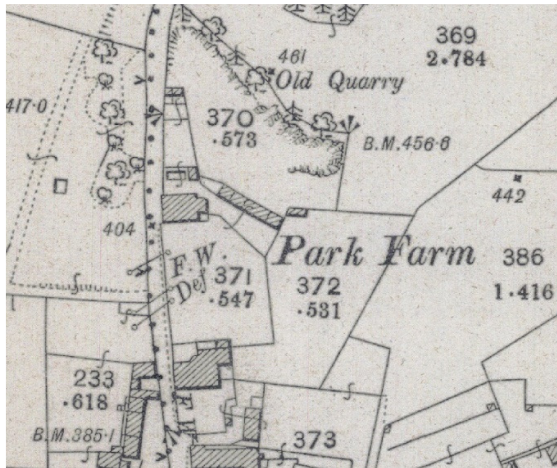 369
2.784
461
Old Quarry
417·0
370
.573
B.M.456·6
442
404
F.W.
Def
Park Farm
386
1.416
371
.547
372
.531
233
.618
B.M.385·1
F.W.
373